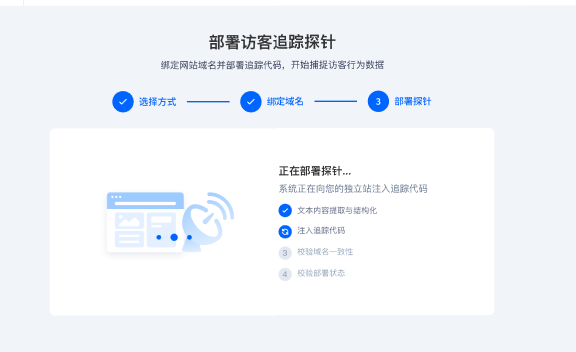 部署访客追踪探针
绑定网站域名并部署追踪代码，开始捕捉访客行为数据
选择方式
绑定域名
3 部署探针
正在部署探针...
系统正在向您的独立站注入追踪代码
文本内容提取与结构化
注入追踪代码
3 校验域名一致性
4 校验部署状态